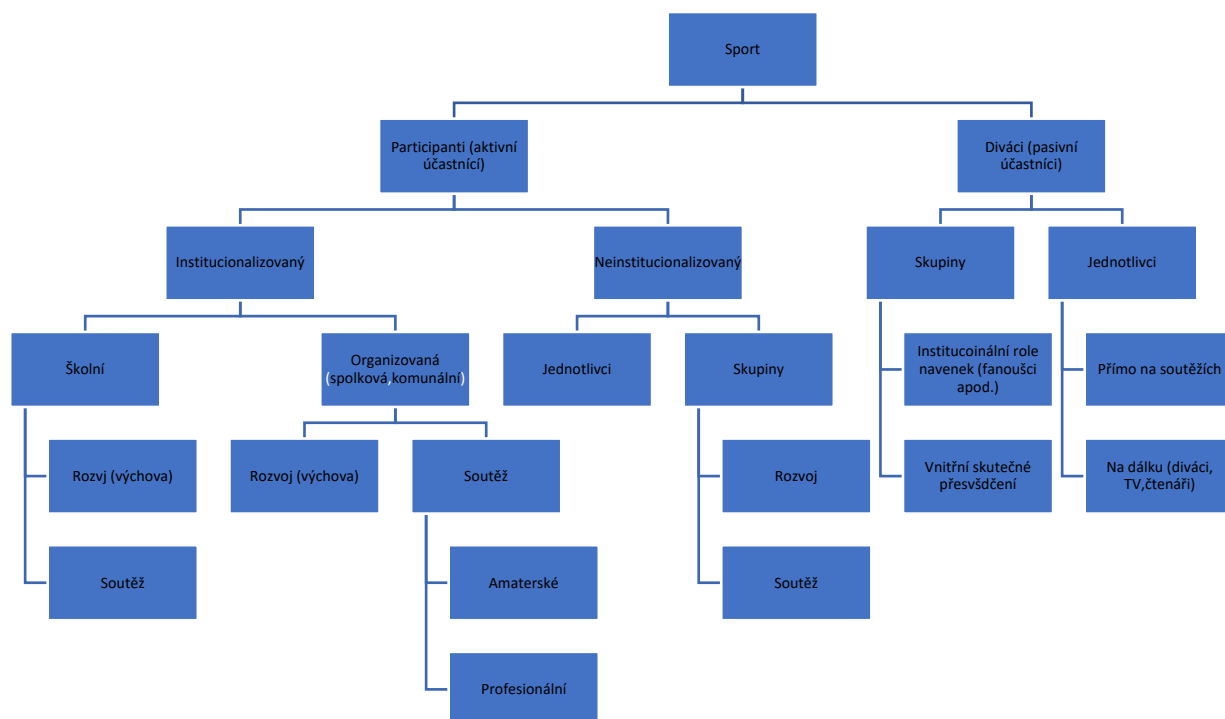 Sport
Participanti (aktivní
účastnící)
Diváci (pasivní
účastníci)
Institucionalizovaný
Neinstitucionalizovaný
Skupiny
Jednotlivci
Školní
Organizovaná
(spolková,komunální)
Jednotlivci
Skupiny
Institucoinální role
navenek (fanoušci
apod.)
Přímo na soutěžích
Rozvj (výchova)
Rozvoj (výchova)
Soutěž
Rozvoj
Vnitřní skutečné
přesvšdčení
Na dálku (diváci,
TV,čtenáři)
Soutěž
Amaterské
Soutěž
Profesionální